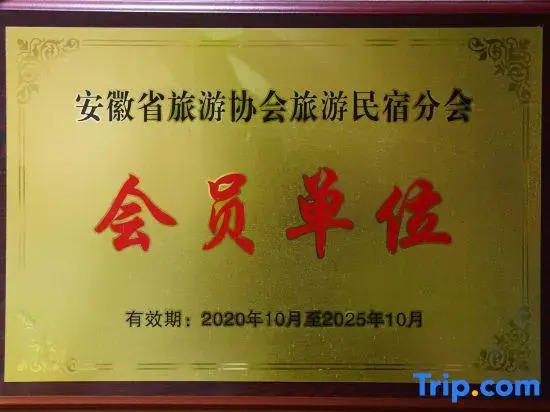 安徽省旅游协会旅游民宿分会
会员单位
有效期：2020年10月至2025年10月
Trip.com